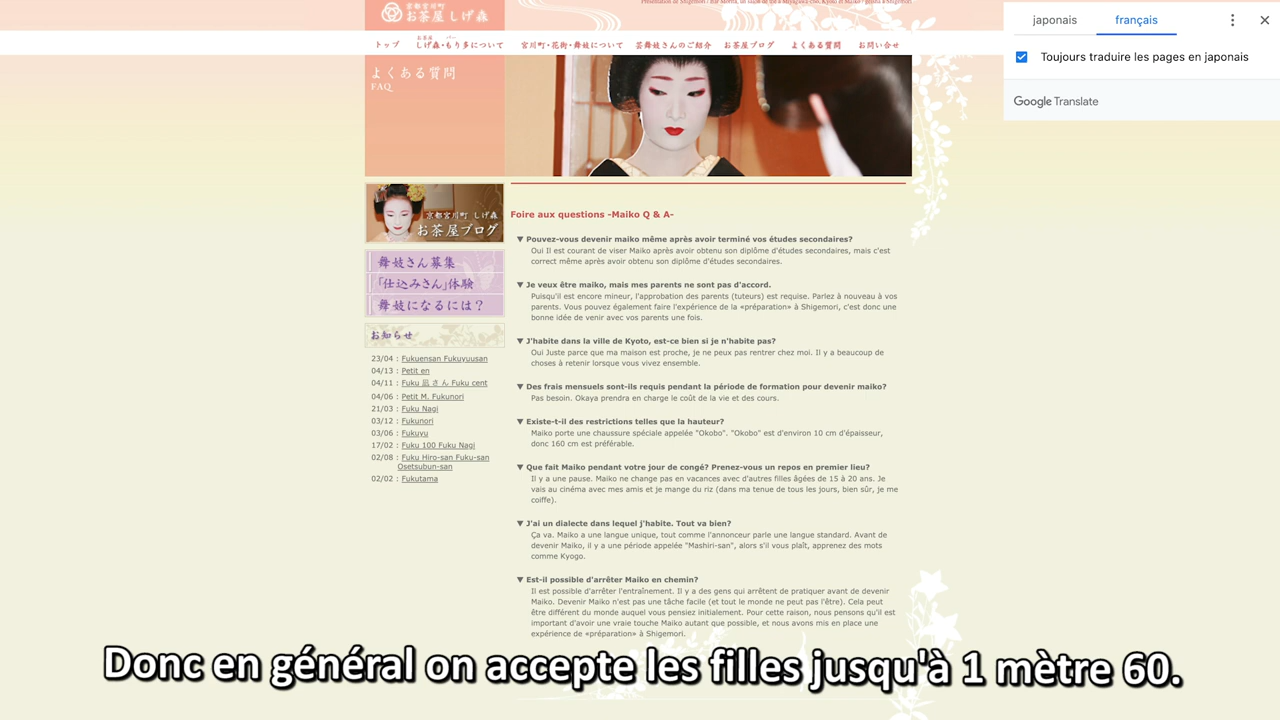 京都宮川町
お茶屋 しげ森
japonais
français
トップ
しげ森・もり多について
宮川町・花街・舞妓について
芸舞妓さんのご紹介
お茶屋ブログ
よくある質問
お問い合せ
Toujours traduire les pages en japonais
よくある質問
FAQ
Google Translate
京都宮川町 しげ森
お茶屋ブログ
舞妓さん募集
「仕込みさん」体験
舞妓になるには?
お知らせ
23/04 : Fukuensan Fukuyuusan
04/13 : Petit en
04/11 : Fuku 凪 さん Fuku cent
04/06 : Petit M. Fukunori
21/03 : Fuku Nagi
03/12 : Fukunori
03/06 : Fukuyu
17/02 : Fuku 100 Fuku Nagi
02/08 : Fuku Hiro-san Fuku-san
Osetsubun-san
02/02 : Fukutama
Foire aux questions -Maiko Q & A-
▼ Pouvez-vous devenir maiko même après avoir terminé vos études secondaires?
Oui Il est courant de viser Maiko après avoir obtenu son diplôme d'études secondaires, mais c'est
correct même après avoir obtenu son diplôme d'études secondaires.
▼ Je veux être maiko, mais mes parents ne sont pas d'accord.
Puisqu'il est encore mineur, l'approbation des parents (tuteurs) est requise. Parlez à nouveau à vos
parents. Vous pouvez également faire l'expérience de la «préparation» à Shigemori, c'est donc une
bonne idée de venir avec vos parents une fois.
▼ J'habite dans la ville de Kyoto, est-ce bien si je n'habite pas?
Oui Juste parce que ma maison est proche, je ne peux pas rentrer chez moi. Il y a beaucoup de
choses à retenir lorsque vous vivez ensemble.
▼ Des frais mensuels sont-ils requis pendant la période de formation pour devenir maiko?
Pas besoin. Okaya prendra en charge le coût de la vie et des cours.
▼ Existe-t-il des restrictions telles que la hauteur?
Maiko porte une chaussure spéciale appelée "Okobo". "Okobo" est d'environ 10 cm d'épaisseur,
donc 160 cm est préférable.
▼ Que fait Maiko pendant votre jour de congé? Prenez-vous un repos en premier lieu?
Il y a une pause. Maiko ne change pas en vacances avec d'autres filles âgées de 15 à 20 ans. Je
vais au cinéma avec mes amis et je mange du riz (dans ma tenue de tous les jours, bien sûr, je me
coiffe).
▼ J'ai un dialecte dans lequel j'habite. Tout va bien?
Ça va. Maiko a une langue unique, tout comme l'annonceur parle une langue standard. Avant de
devenir Maiko, il y a une période appelée "Mashiri-san", alors s'il vous plaît, apprenez des mots
comme Kyogo.
▼ Est-il possible d'arrêter Maiko en chemin?
Il est possible d'arrêter l'entraînement. Il y a des gens qui arrêtent de pratiquer avant de devenir
Maiko. Devenir Maiko n'est pas une tâche facile (et tout le monde ne peut pas l'être). Cela peut
être différent du monde auquel vous pensiez initialement. Pour cette raison, nous pensons qu'il est
important d'avoir une vraie touche Maiko autant que possible, et nous avons mis en place une
expérience de «préparation» à Shigemori.
Donc en général on accepte les filles jusqu'à 1 mètre 60.